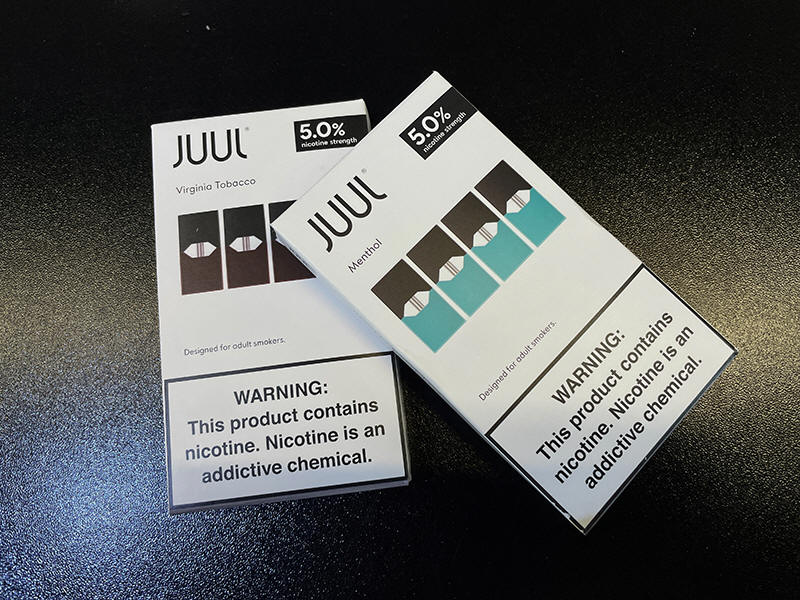 JUUL®
5.0%
nicotine strength
Virginia Tobacco
Designed for adult smokers.
WARNING:
This product contains
nicotine. Nicotine is an
addictive chemical.
JUUL®
5.0%
nicotine strength
Menthol
Designed for adult smokers.
WARNING:
This product contains
nicotine. Nicotine is an
addictive chemical.